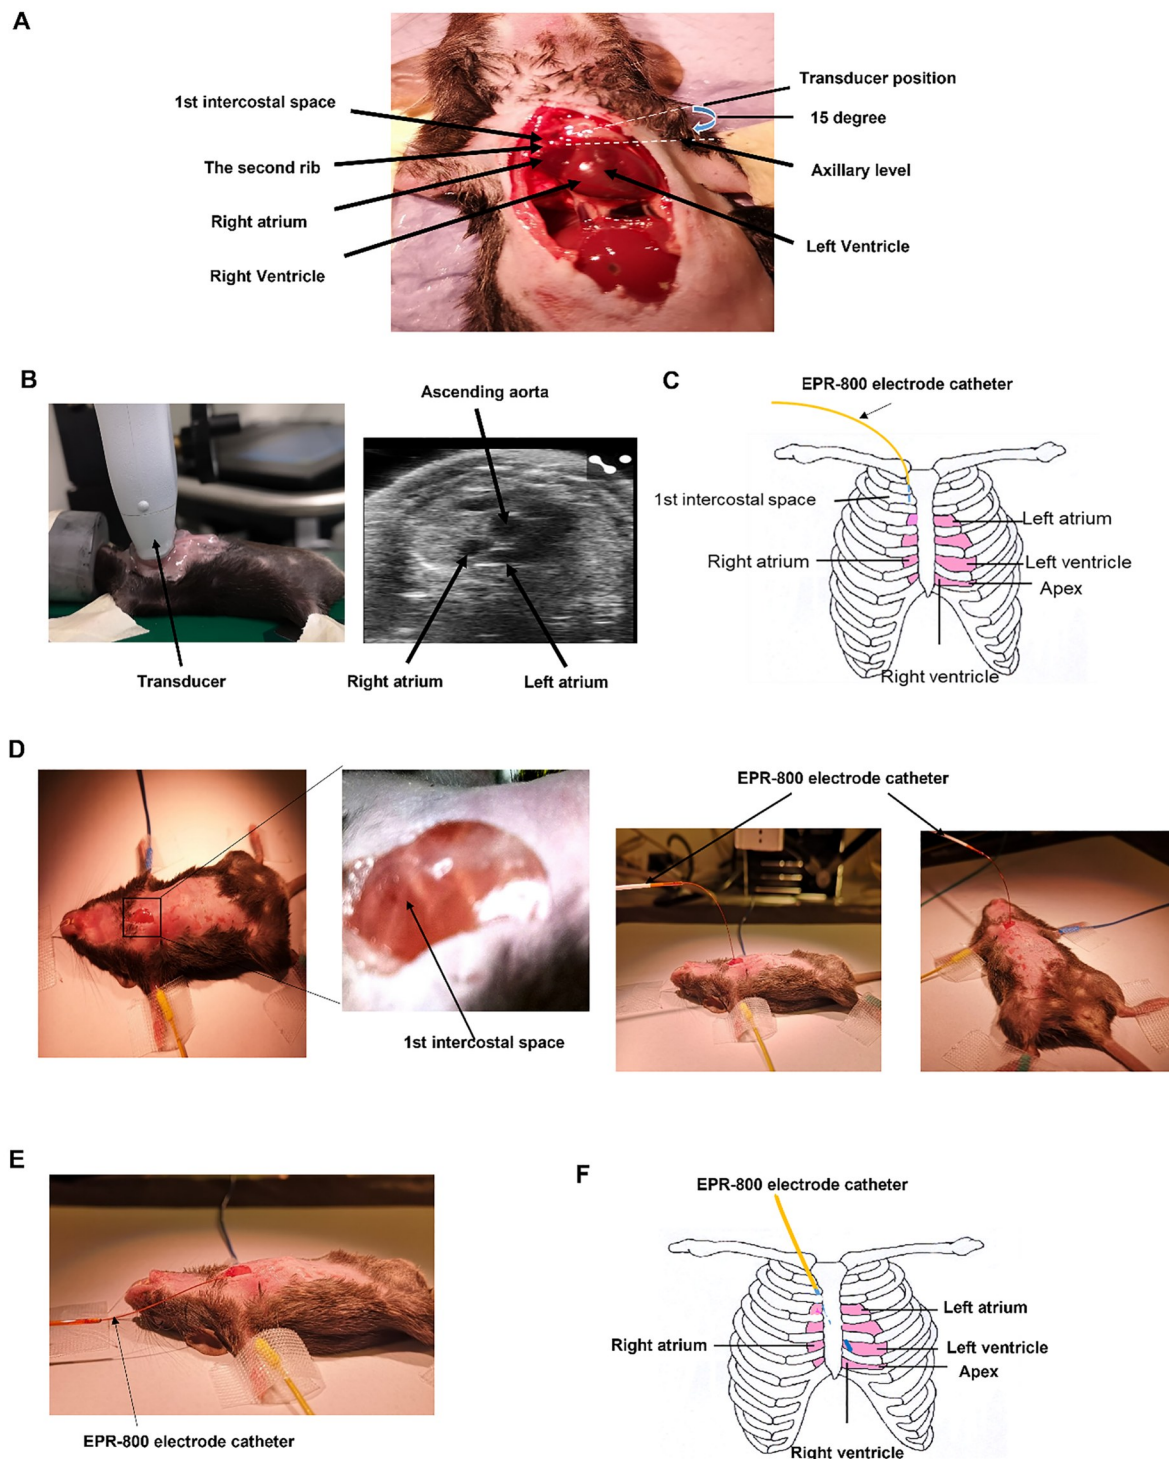 A
1st intercostal space
The second rib
Right atrium
Right Ventricle
Transducer position
15 degree
Axillary level
Left Ventricle
B
Ascending aorta
Transducer
Right atrium
Left atrium
C
EPR-800 electrode catheter
1st intercostal space
Left atrium
Right atrium
Left ventricle
Apex
Right ventricle
D
EPR-800 electrode catheter
1st intercostal space
E
EPR-800 electrode catheter
F
EPR-800 electrode catheter
Left atrium
Right atrium
Left ventricle
Apex
Right ventricle